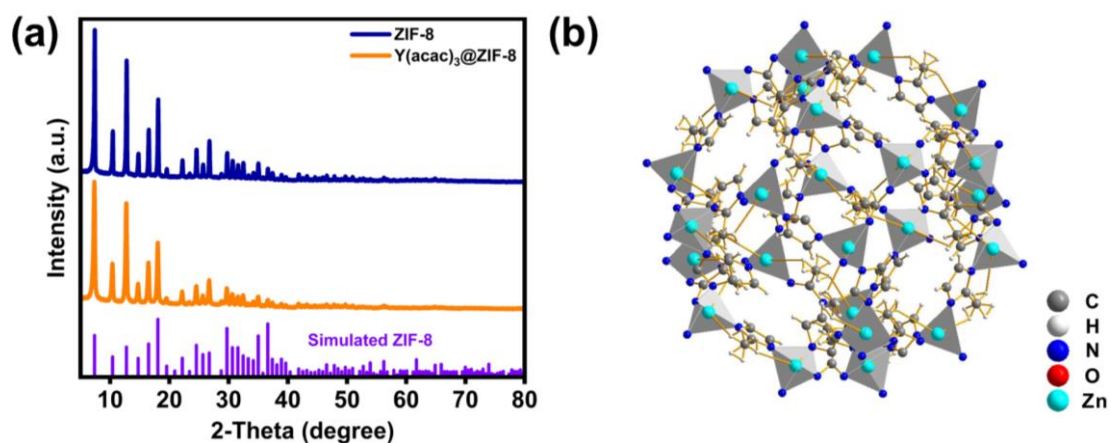 (a)
ZIF-8
Y(acac)₃@ZIF-8
Simulated ZIF-8
Intensity (a.u.)
10 20 30 40 50 60 70 80
2-Theta (degree)
(b)
C
H
N
O
Zn